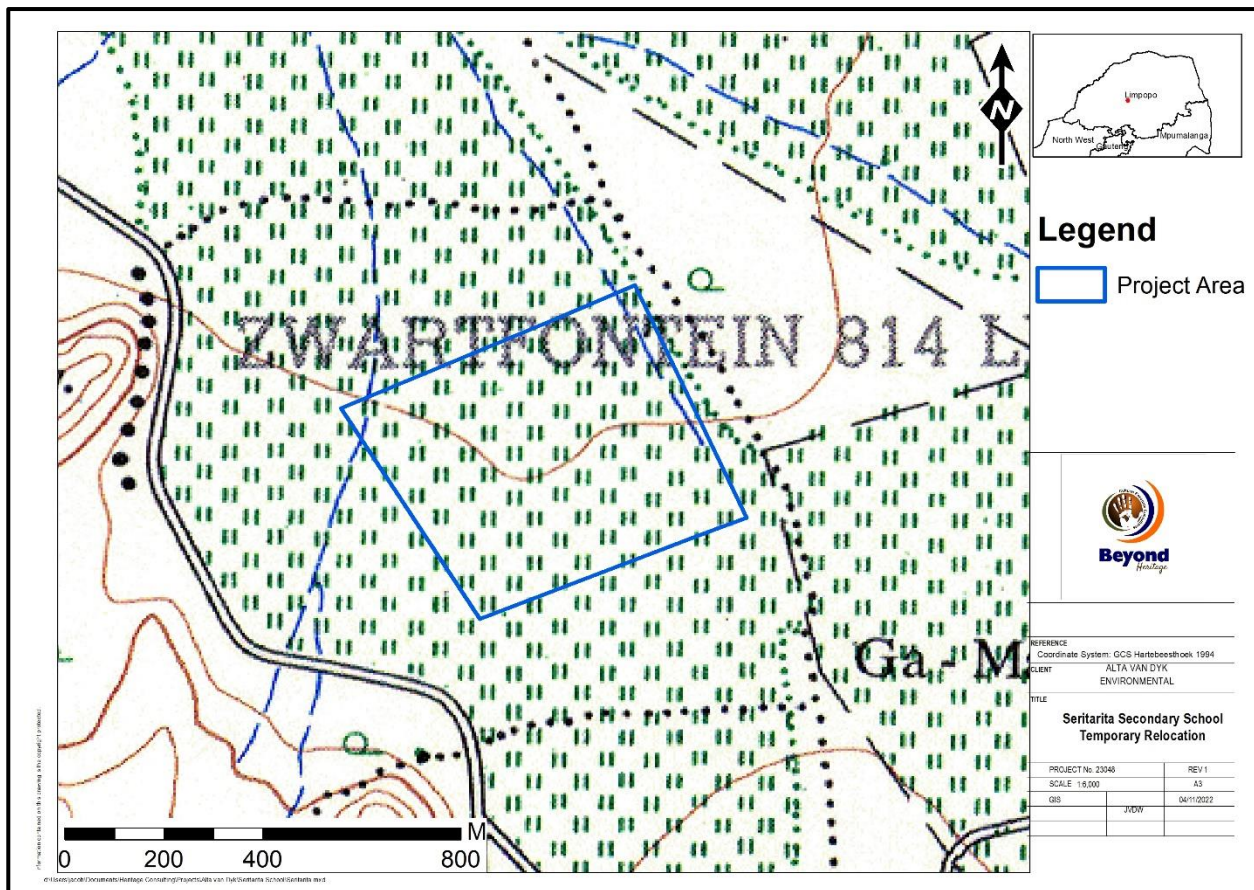 ZWARTFONTEIN 814 L
Ga-M
M
0 200 400 800
N
Limpopo
North West
Gauteng
Mpumalanga
Legend
Project Area
Beyond
Heritage
REFERENCE
Coordinate System: GCS Hartebeesthoek 1994
CLIENT
ALTA VAN DYK
ENVIRONMENTAL
TITLE
Seritarita Secondary School
Temporary Relocation
PROJECT No. 23048 REV 1
SCALE 1:6,000 A3
GIS JVDW 04/11/2022